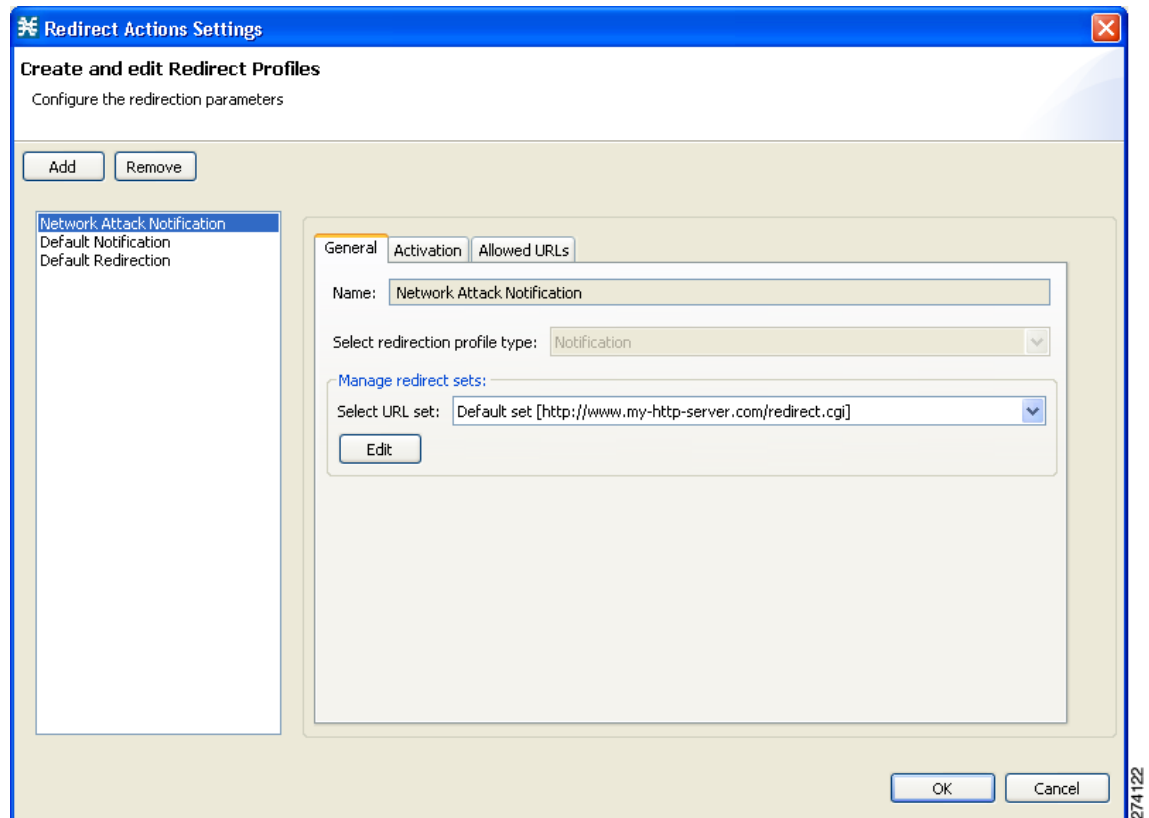 Redirect Actions Settings
Create and edit Redirect Profiles
Configure the redirection parameters
Add Remove
Network Attack Notification
Default Notification
Default Redirection
General Activation Allowed URLs
Name: Network Attack Notification
Select redirection profile type: Notification
Manage redirect sets:
Select URL set: Default set [http://www.my-http-server.com/redirect.cgi]
Edit
OK Cancel
274122